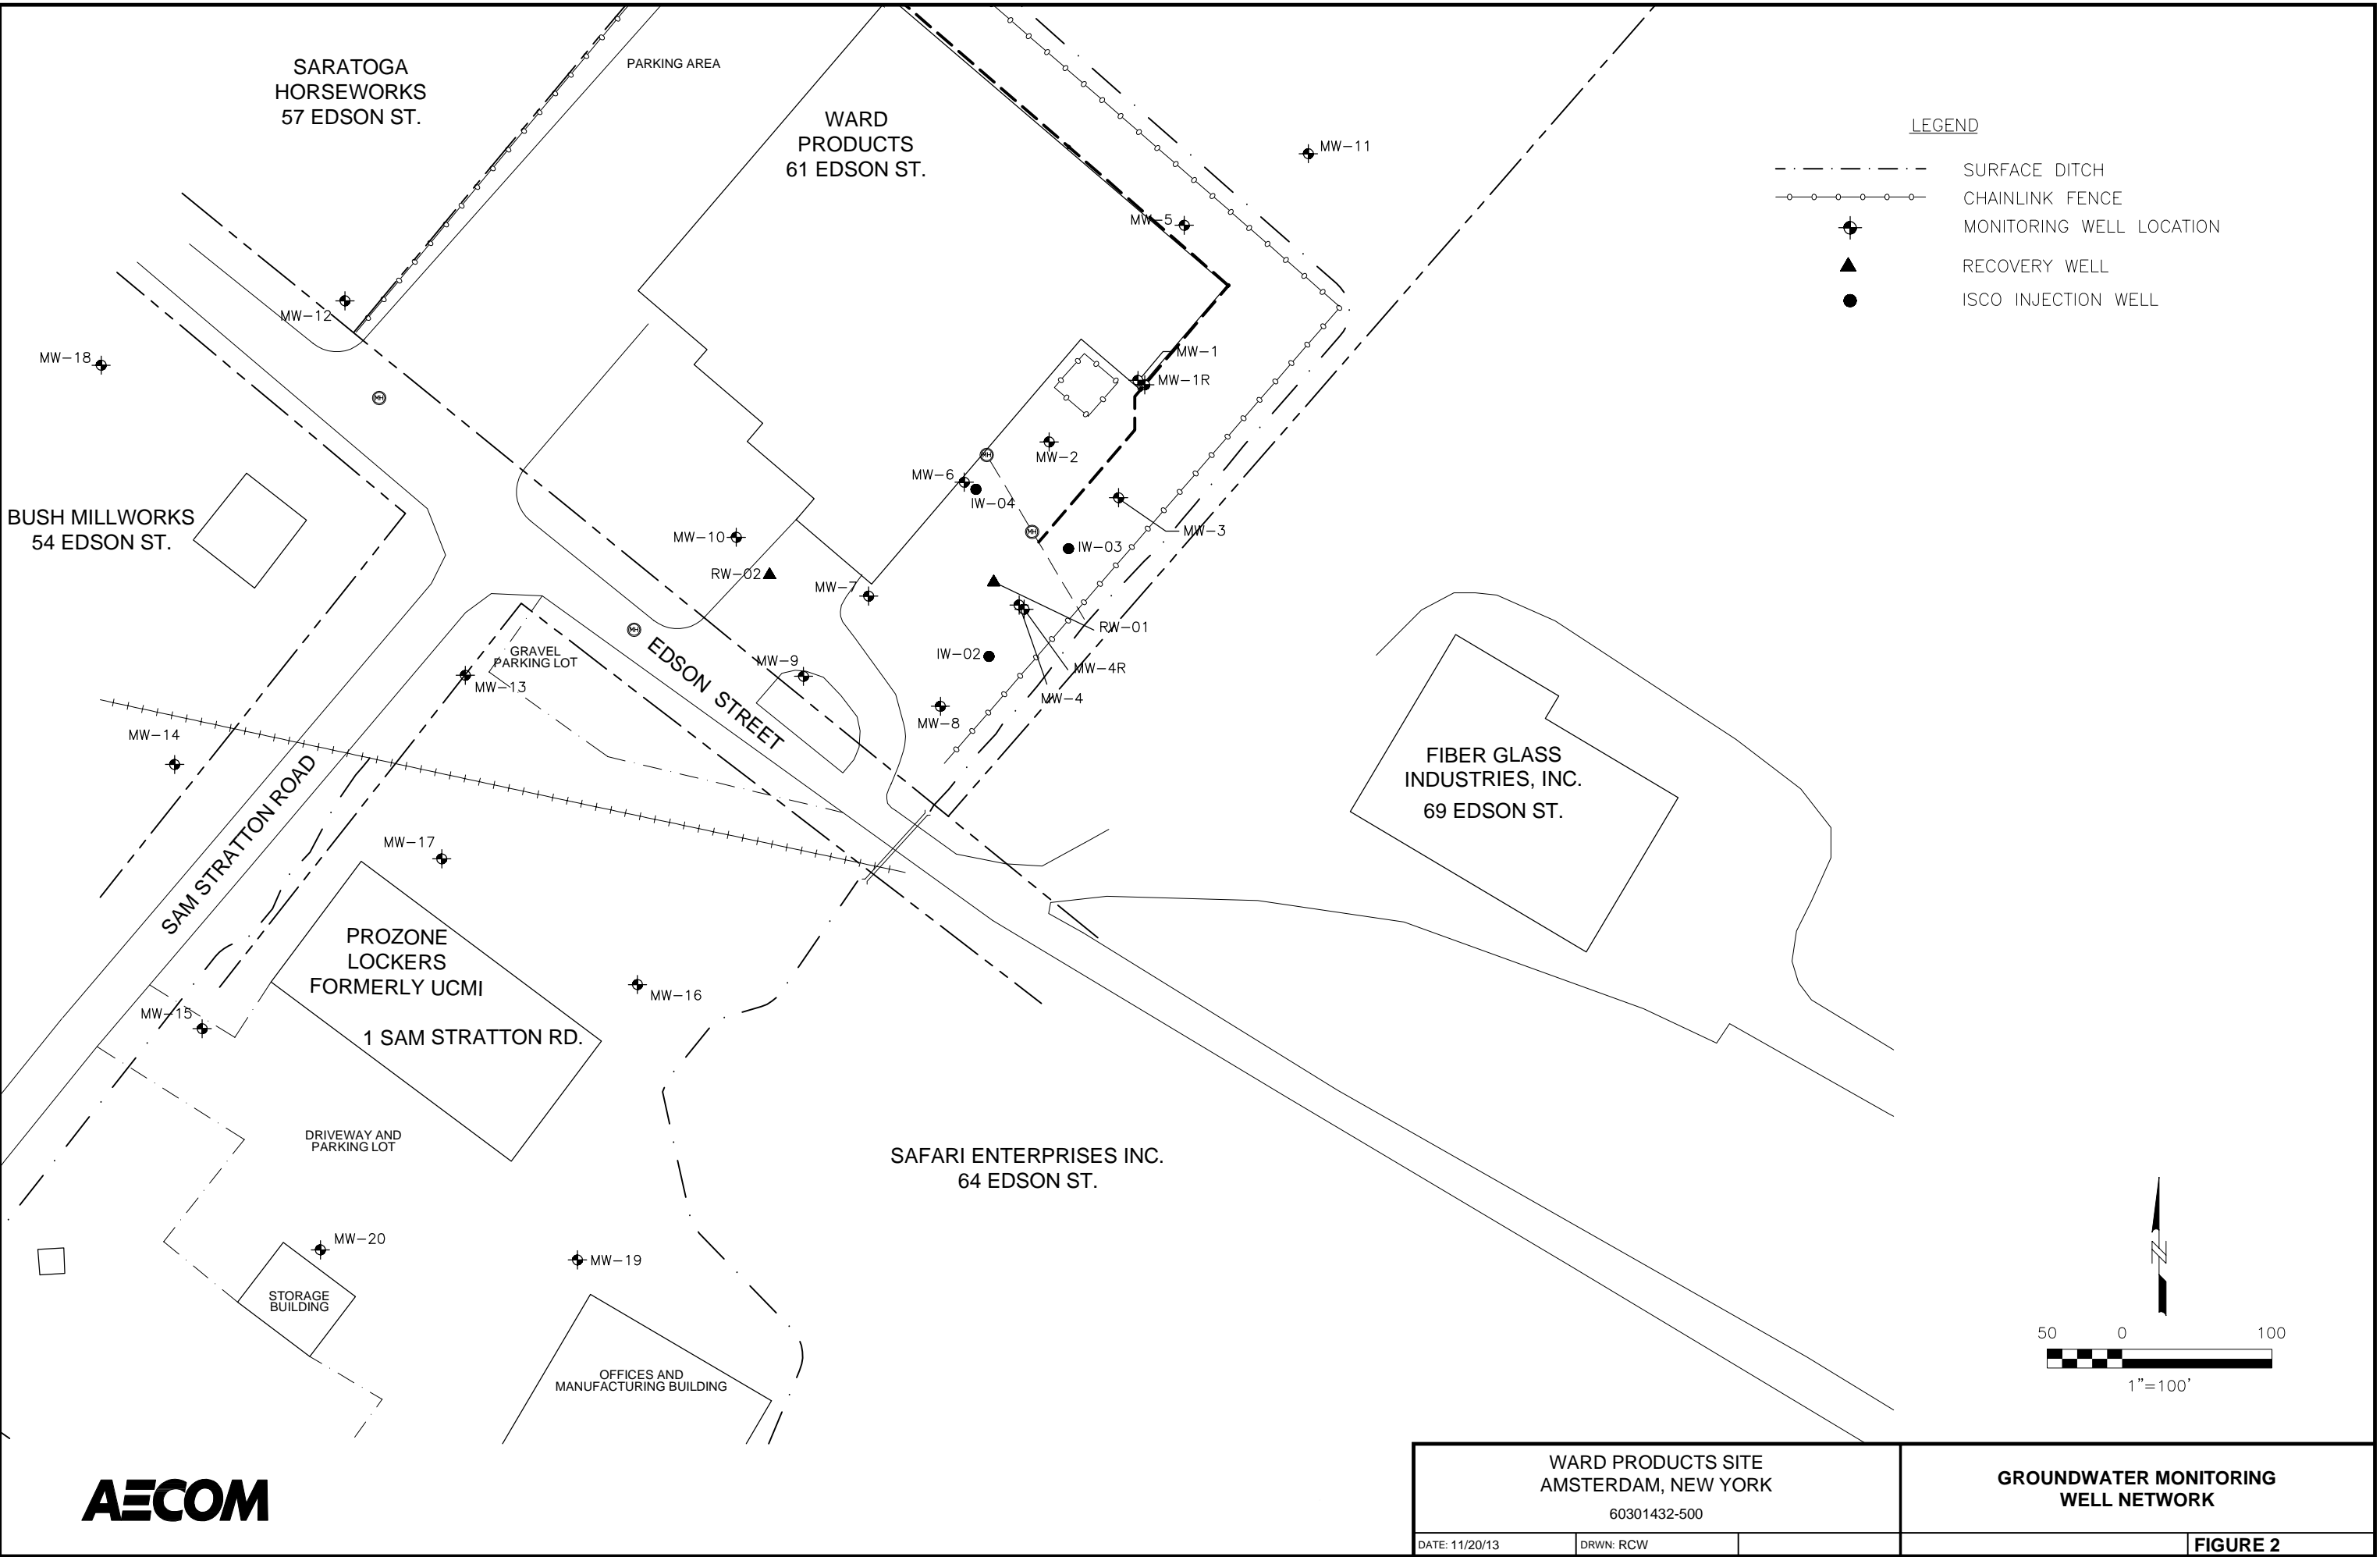 SARATOGA
HORSEWORKS
57 EDSON ST.
PARKING AREA
WARD
PRODUCTS
61 EDSON ST.
MW-11
MW-5
LEGEND
SURFACE DITCH
CHAINLINK FENCE
MONITORING WELL LOCATION
RECOVERY WELL
ISCO INJECTION WELL
MW-12
MW-18
MH
MW-1
MW-1R
MW-2
MH
MW-6
IW-04
MH
MW-3
IW-03
BUSH MILLWORKS
54 EDSON ST.
MW-10
RW-02
MW-7
RW-01
MH
EDSON STREET
GRAVEL
PARKING LOT
MW-13
MW-9
IW-02
MW-4R
MW-4
MW-8
MW-14
SAM STRATTON ROAD
FIBER GLASS
INDUSTRIES, INC.
69 EDSON ST.
MW-17
PROZONE
LOCKERS
FORMERLY UCMI
1 SAM STRATTON RD.
MW-16
MW-15
DRIVEWAY AND
PARKING LOT
SAFARI ENTERPRISES INC.
64 EDSON ST.
MW-20
MW-19
STORAGE
BUILDING
OFFICES AND
MANUFACTURING BUILDING
N
50 0 100
1"=100'
AECOM
WARD PRODUCTS SITE
AMSTERDAM, NEW YORK
60301432-500
GROUNDWATER MONITORING
WELL NETWORK
DATE: 11/20/13
DRWN: RCW
FIGURE 2